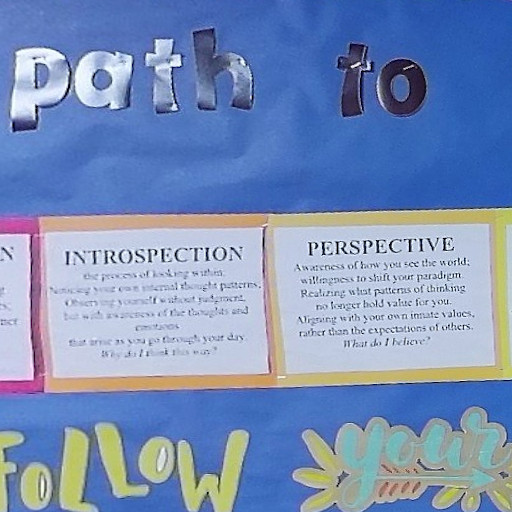 path to
N
INTROSPECTION
the process of looking within;
Noticing your own internal thought patterns,
Observing yourself without judgment,
but with awareness of the thoughts and
emotions
that arise as you go through your day.
Why do I think this way?
PERSPECTIVE
Awareness of how you see the world;
willingness to shift your paradigm.
Realizing what patterns of thinking
no longer hold value for you.
Aligning with your own innate values,
rather than the expectations of others.
What do I believe?
FOLLOW your